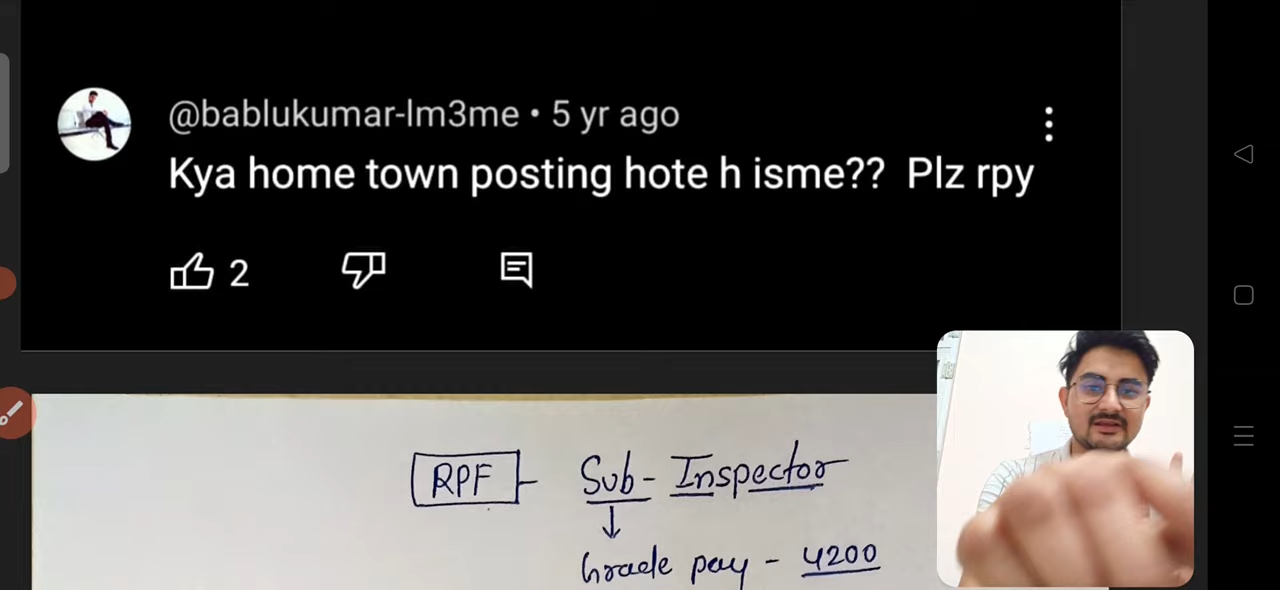 @bablukumar-lm3me • 5 yr ago
Kya home town posting hote h isme?? Plz rpy
2
RPF - Sub-Inspector
Grade pay - 4200